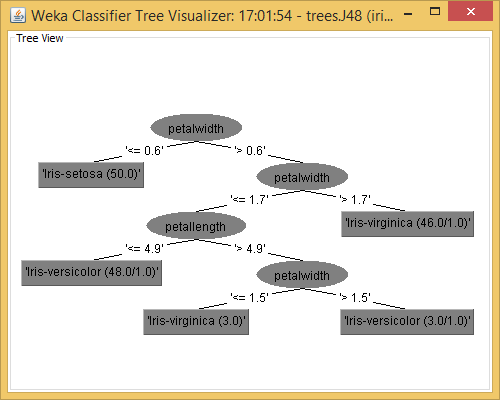 Weka Classifier Tree Visualizer: 17:01:54 - trees.J48 (iri...
Tree View
petalwidth
'<= 0.6' '> 0.6'
'Iris-setosa (50.0)' petalwidth
'<= 1.7' '> 1.7'
petallength 'Iris-virginica (46.0/1.0)'
'<= 4.9' '> 4.9'
'Iris-versicolor (48.0/1.0)' petalwidth
'<= 1.5' '> 1.5'
'Iris-virginica (3.0)' 'Iris-versicolor (3.0/1.0)'